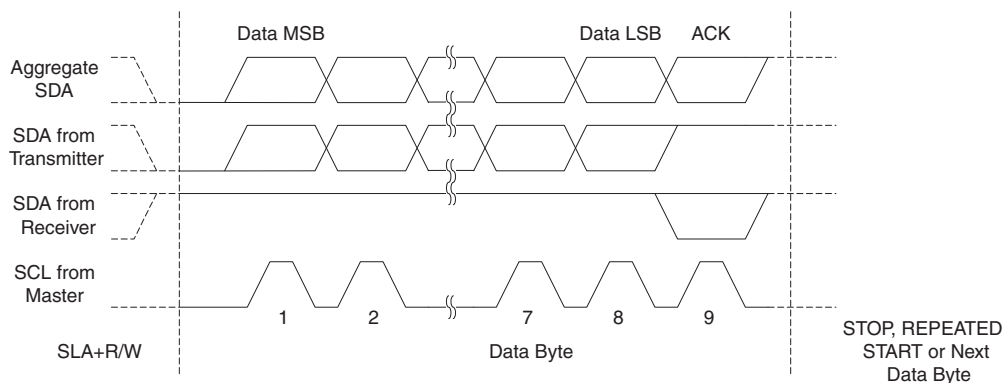 Data MSB
Data LSB
ACK
Aggregate
SDA
SDA from
Transmitter
SDA from
Receiver
SCL from
Master
1
2
7
8
9
SLA+R/W
Data Byte
STOP, REPEATED
START or Next
Data Byte